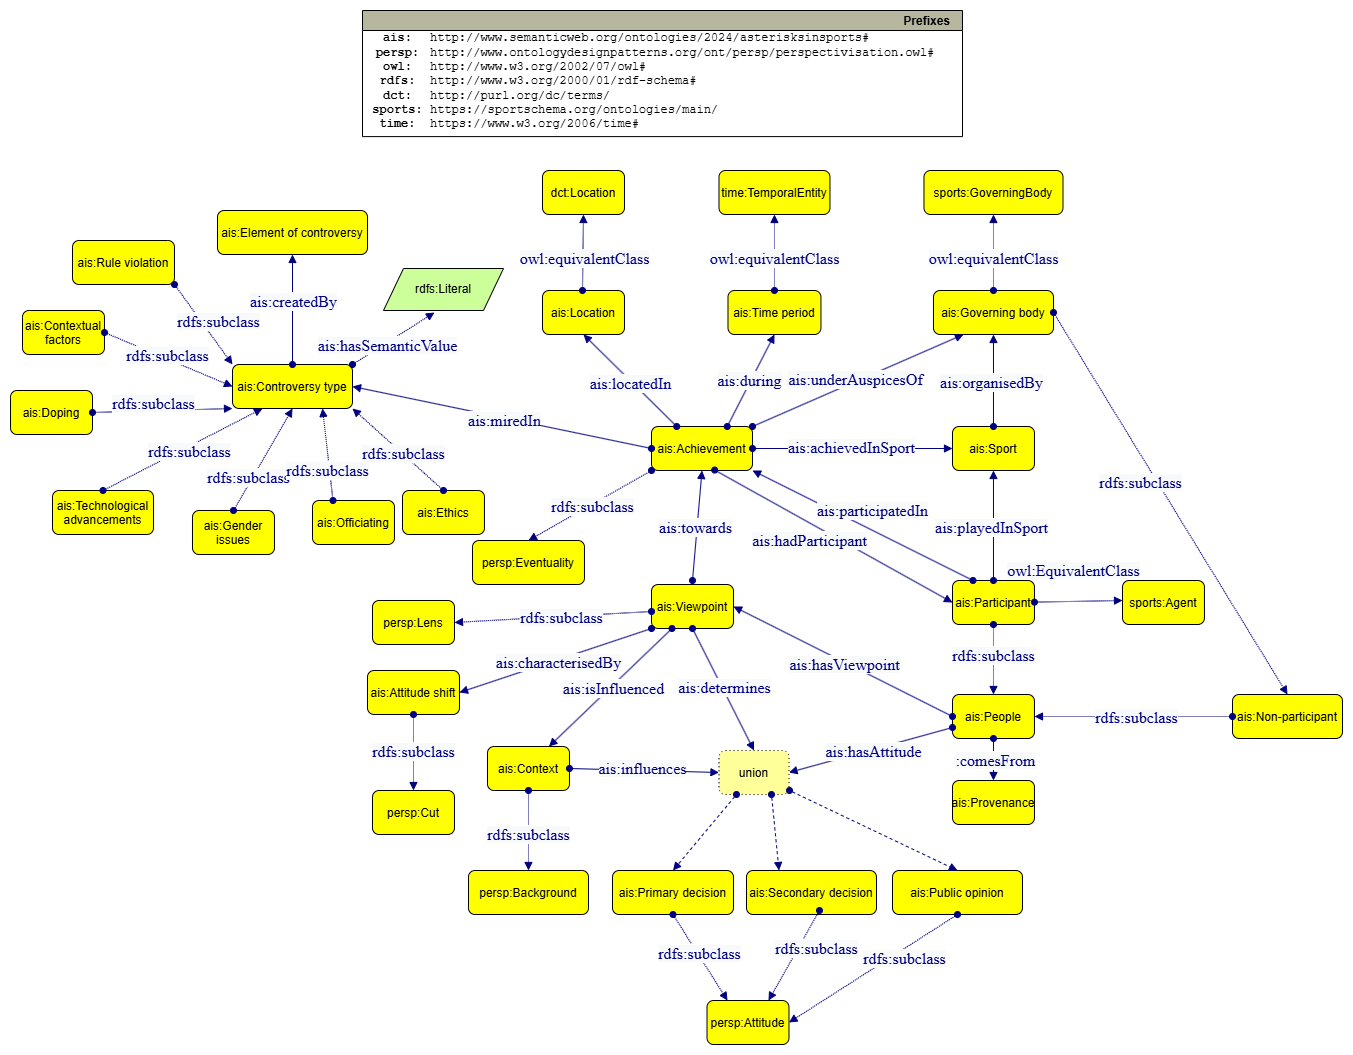 Prefixes
ais: http://www.semanticweb.org/ontologies/2024/asterisksinsports#
persp: http://www.ontologydesignpatterns.org/ont/persp/perspectivisation.owl#
owl: http://www.w3.org/2002/07/owl#
rdfs: http://www.w3.org/2000/01/rdf-schema#
dct: http://purl.org/dc/terms/
sports: https://sportschema.org/ontologies/main/
time: https://www.w3.org/2006/time#
dct:Location
time:TemporalEntity
sports:GoverningBody
ais:Element of controversy
ais:Rule violation
owl:equivalentClass
owl:equivalentClass
owl:equivalentClass
rdfs:Literal
ais:createdBy
ais:Location
ais:Time period
ais:Governing body
rdfs:subclass
ais:Contextual
factors
ais:hasSemanticValue
rdfs:subclass
ais:Controversy type
ais:locatedIn
ais:during
ais:underAuspicesOf
ais:organisedBy
rdfs:subclass
ais:Doping
ais:miredIn
ais:Achievement
ais:achievedInSport
ais:Sport
rdfs:subclass
rdfs:subclass
rdfs:subclass
rdfs:subclass
rdfs:subclass
ais:Technological
advancements
ais:Gender
issues
ais:Officiating
ais:Ethics
rdfs:subclass
ais:participatedIn
ais:towards
ais:playedInSport
ais:hadParticipant
persp:Eventuality
owl:EquivalentClass
ais:Viewpoint
ais:Participant
sports:Agent
persp:Lens
rdfs:subclass
rdfs:subclass
ais:characterisedBy
ais:hasViewpoint
ais:Attitude shift
ais:isInfluenced
ais:determines
ais:People
rdfs:subclass
ais:Non-participant
rdfs:subclass
ais:hasAttitude
:comesFrom
ais:Context
ais:influences
union
ais:Provenance
persp:Cut
rdfs:subclass
persp:Background
ais:Primary decision
ais:Secondary decision
ais:Public opinion
rdfs:subclass
rdfs:subclass
rdfs:subclass
persp:Attitude